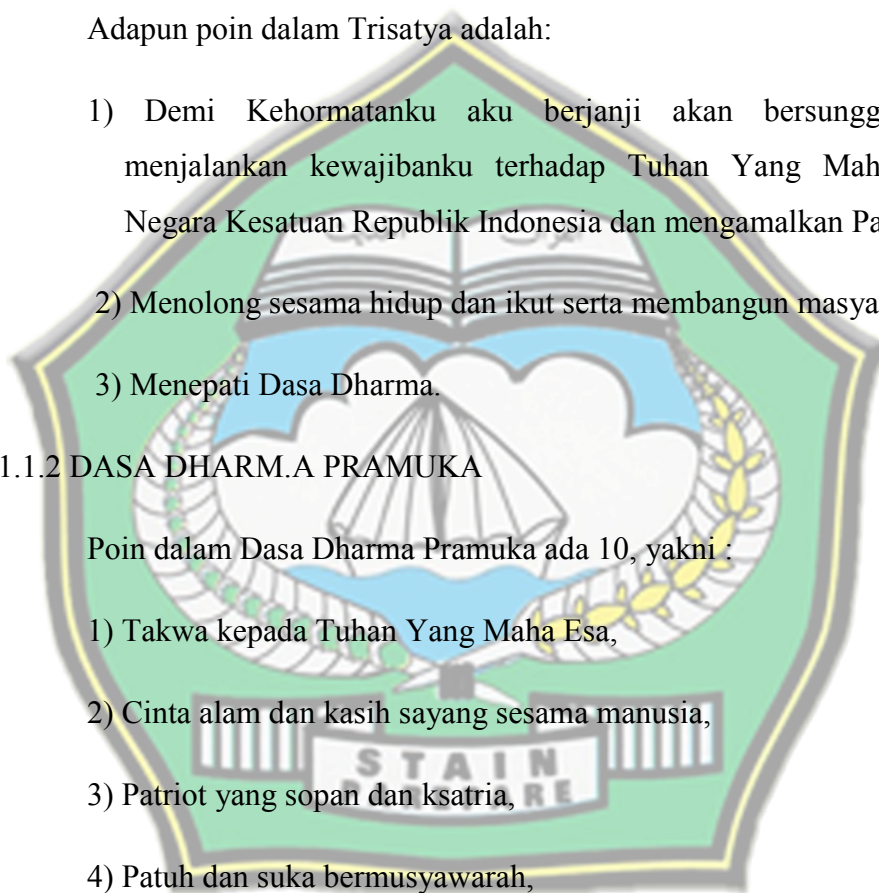 Adapun poin dalam Trisatya adalah:
1) Demi Kehormatanku aku berjanji akan bersungg
menjalankan kewajibanku terhadap Tuhan Yang Mah
Negara Kesatuan Republik Indonesia dan mengamalkan Pa
2) Menolong sesama hidup dan ikut serta membangun masya
3) Menepati Dasa Dharma.
1.1.2 DASA DHARM.A PRAMUKA
Poin dalam Dasa Dharma Pramuka ada 10, yakni :
1) Takwa kepada Tuhan Yang Maha Esa,
2) Cinta alam dan kasih sayang sesama manusia,
STAIN
3) Patriot yang sopan dan ksatria,
4) Patuh dan suka bermusyawarah,